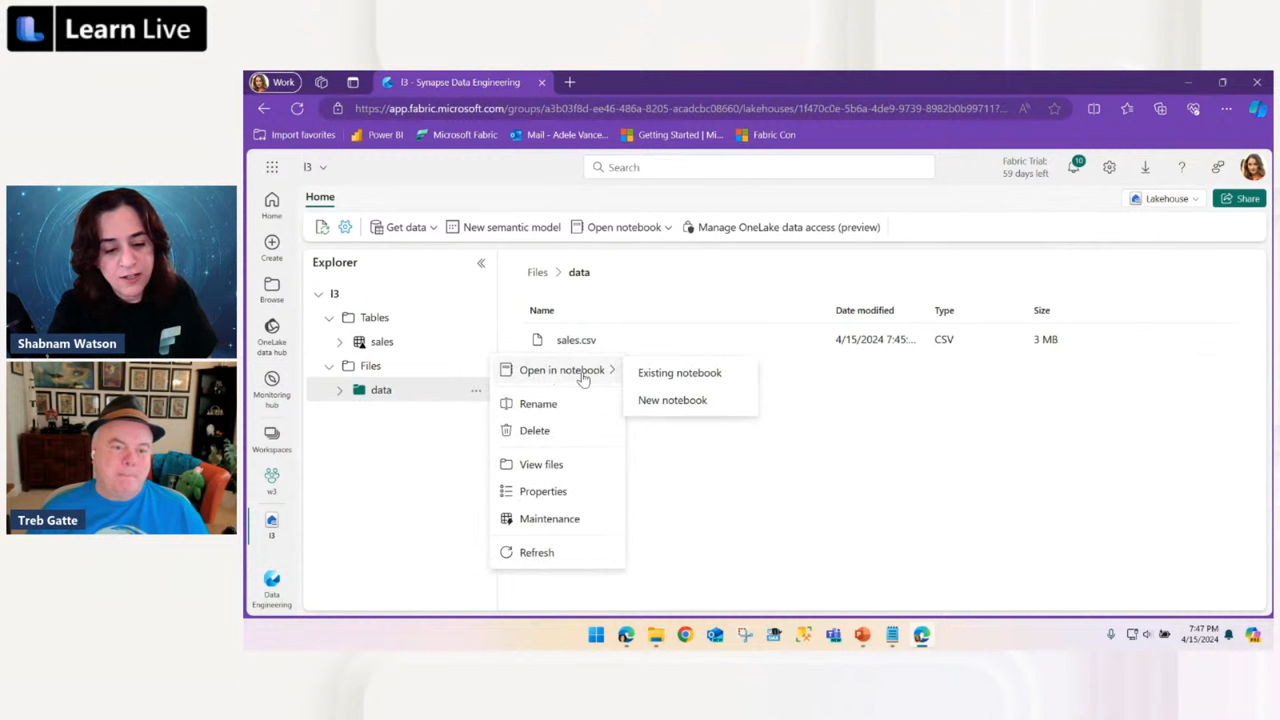 Learn Live
Work
l3 - Synapse Data Engineering
https://app.fabric.microsoft.com/groups/a3b03f8d-ee46-486a-8205-acadcbc08660/lakehouses/1f470c0e-5b6a-4de9-9739-8982b0b99711?...
Import favorites
Power BI
Microsoft Fabric
Mail - Adele Vance...
Getting Started | Mi...
Fabric Con
l3
Search
Fabric Trial:
59 days left
10
Home
Lakehouse
Share
Get data
New semantic model
Open notebook
Manage OneLake data access (preview)
Home
Create
Browse
OneLake
data hub
Monitoring
hub
Workspaces
w3
l3
Data
Engineering
Explorer
l3
Tables
sales
Files
data
Files > data
Name
Date modified
Type
Size
sales.csv
4/15/2024 7:45:...
CSV
3 MB
Open in notebook
Rename
Delete
View files
Properties
Maintenance
Refresh
Existing notebook
New notebook
Shabnam Watson
Treb Gatte
7:47 PM
4/15/2024